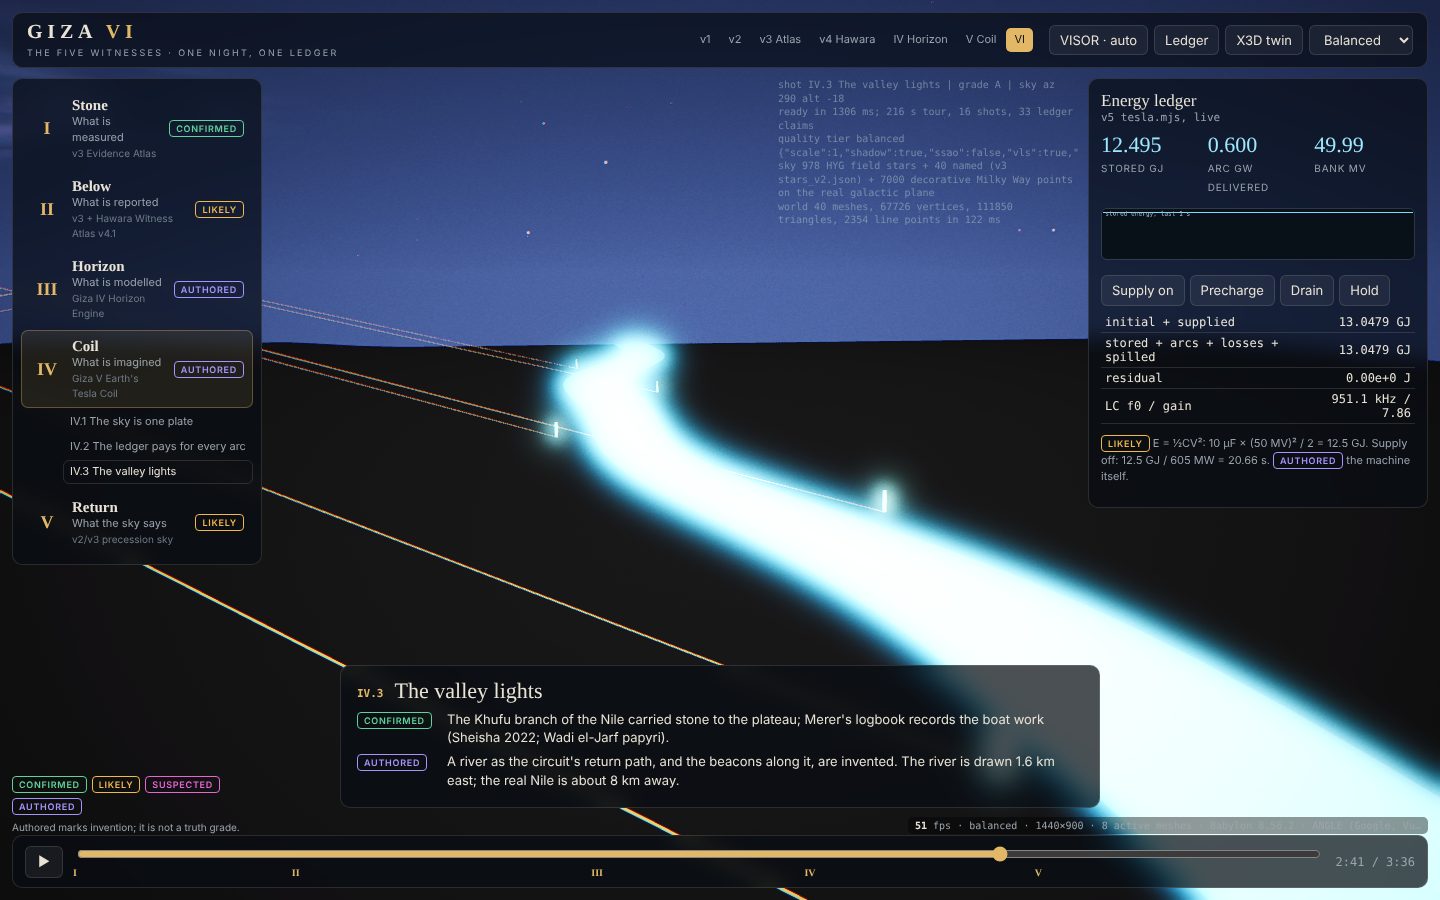 GIZA VI
THE FIVE WITNESSES · ONE NIGHT, ONE LEDGER
v1
v2
v3 Atlas
v4 Hawara
IV Horizon
V Coil
VI
VISOR · auto
Ledger
X3D twin
Balanced
I
Stone
What is
measured
v3 Evidence Atlas
CONFIRMED
II
Below
What is reported
v3 + Hawara Witness
Atlas v4.1
LIKELY
III
Horizon
What is modelled
Giza IV Horizon
Engine
AUTHORED
IV
Coil
What is imagined
Giza V Earth's
Tesla Coil
AUTHORED
IV.1 The sky is one plate
IV.2 The ledger pays for every arc
IV.3 The valley lights
V
Return
What the sky says
v2/v3 precession sky
LIKELY
shot IV.3 The valley lights | grade A | sky az
290 alt -18
ready in 1306 ms; 216 s tour, 16 shots, 33 ledger
claims
quality tier balanced
{"scale":1,"shadow":true,"ssao":false,"vls":true,"
sky 978 HYG field stars + 40 named (v3
stars_v2.json) + 7000 decorative Milky Way points
on the real galactic plane
world 40 meshes, 67726 vertices, 111850
triangles, 2354 line points in 122 ms
Energy ledger
v5 tesla.mjs, live
12.495
STORED GJ
0.600
ARC GW
DELIVERED
49.99
BANK MV
stored energy, last
Supply on
Precharge
Drain
Hold
initial + supplied 13.0479 GJ
stored + arcs + losses +
spilled 13.0479 GJ
residual 0.00e+0 J
LC f0 / gain 951.1 kHz /
7.86
LIKELY E = ½CV²: 10 µF × (50 MV)² / 2 = 12.5 GJ. Supply
off: 12.5 GJ / 605 MW = 20.66 s. AUTHORED the machine
itself.
IV.3 The valley lights
CONFIRMED The Khufu branch of the Nile carried stone to the plateau; Merer's logbook records the boat work
(Sheisha 2022; Wadi el-Jarf papyri).
AUTHORED A river as the circuit's return path, and the beacons along it, are invented. The river is drawn 1.6 km
east; the real Nile is about 8 km away.
CONFIRMED LIKELY SUSPECTED
AUTHORED
Authored marks invention; it is not a truth grade.
51 fps · balanced · 1440×900 · 8 active meshes · Babylon
I II III IV V
2:41 / 3:36